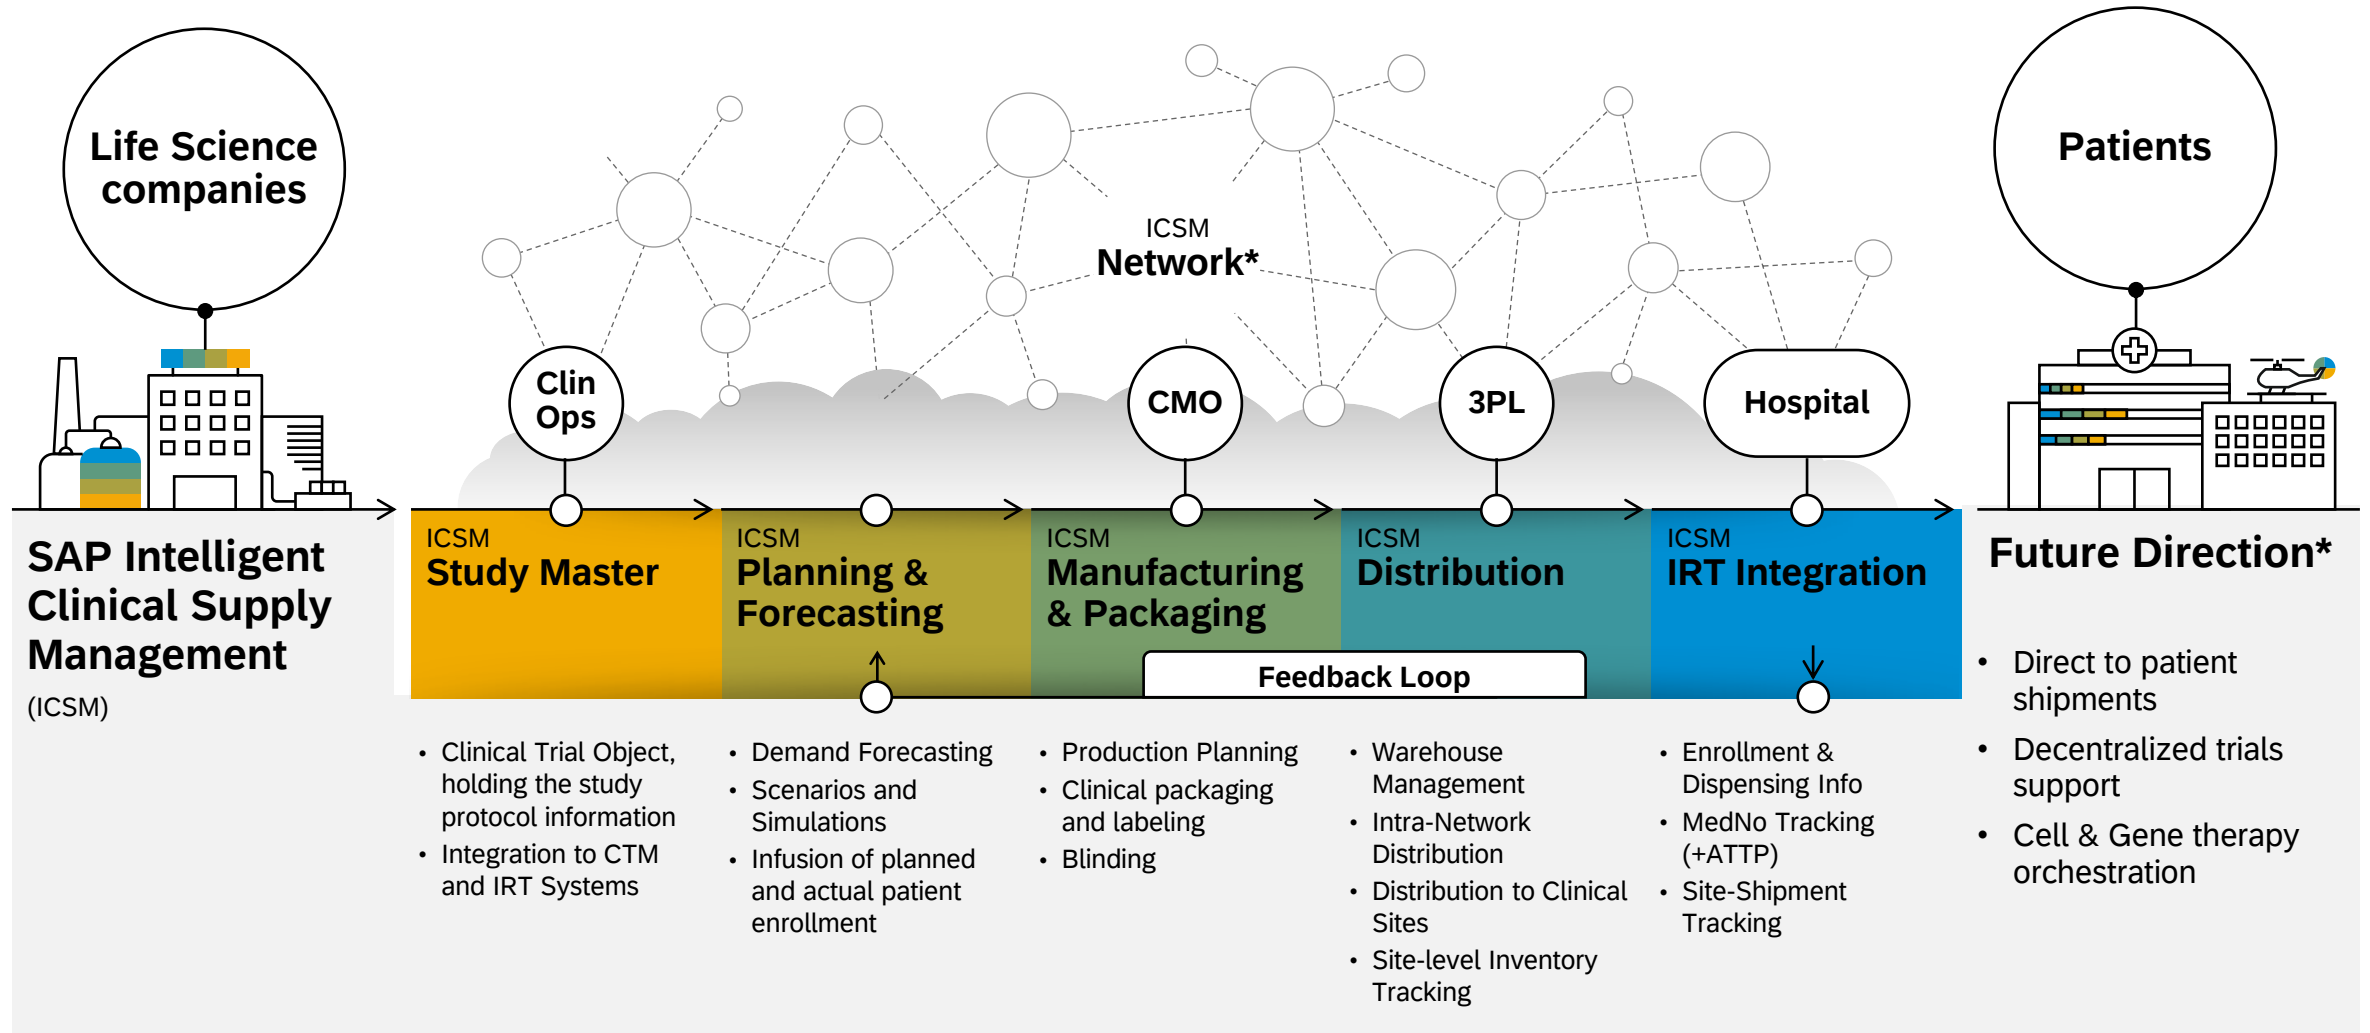 Life Science
companies
Patients
ICSM
Network*
Clin
Ops
CMO
3PL
Hospital
SAP Intelligent
Clinical Supply
Management
(ICSM)
ICSM
Study Master
ICSM
Planning &
Forecasting
ICSM
Manufacturing
& Packaging
ICSM
Distribution
ICSM
IRT Integration
Feedback Loop
• Clinical Trial Object,
holding the study
protocol information
• Integration to CTM
and IRT Systems
• Demand Forecasting
• Scenarios and
Simulations
• Infusion of planned
and actual patient
enrollment
• Production Planning
• Clinical packaging
and labeling
• Blinding
• Warehouse
Management
• Intra-Network
Distribution
• Distribution to Clinical
Sites
• Site-level Inventory
Tracking
• Enrollment &
Dispensing Info
• MedNo Tracking
(+ATTP)
• Site-Shipment
Tracking
Future Direction*
• Direct to patient
shipments
• Decentralized trials
support
• Cell & Gene therapy
orchestration